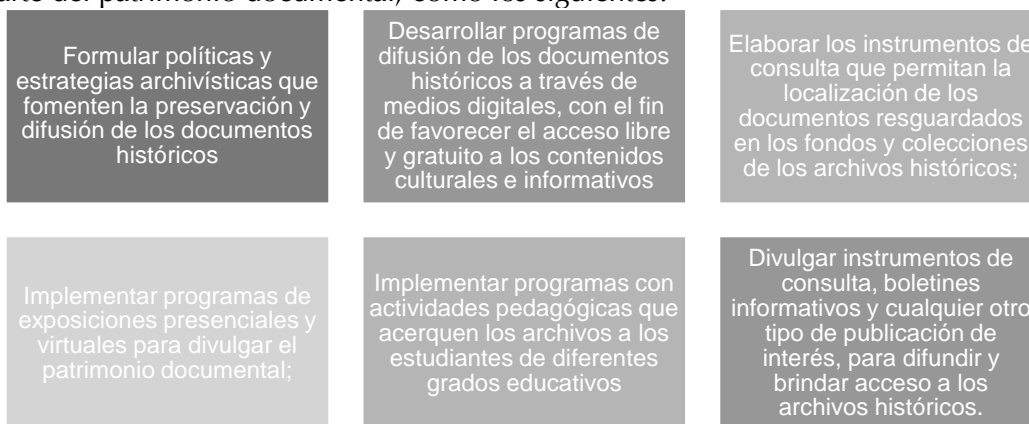 arte del patrimonio documental, como los siguientes:
Formular políticas y
estrategias archivísticas que
fomenten la preservación y
difusión de los documentos
históricos
Desarrollar programas de
difusión de los documentos
históricos a través de
medios digitales, con el fin
de favorecer el acceso libre
y gratuito a los contenidos
culturales e informativos
Elaborar los instrumentos de
consulta que permitan la
localización de los
documentos resguardados
en los fondos y colecciones
de los archivos históricos;
Implementar programas de
exposiciones presenciales y
virtuales para divulgar el
patrimonio documental;
Implementar programas con
actividades pedagógicas que
acerquen los archivos a los
estudiantes de diferentes
grados educativos
Divulgar instrumentos de
consulta, boletines
informativos y cualquier otro
tipo de publicación de
interés, para difundir y
brindar acceso a los
archivos históricos.